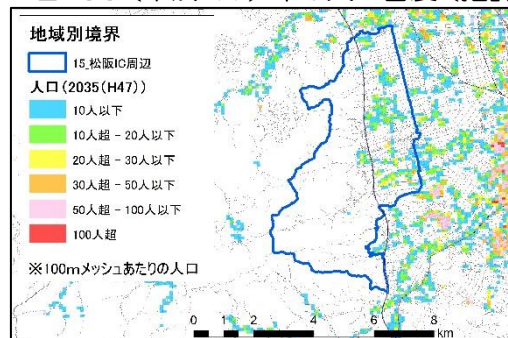 地域別境界
15_松阪IC周辺
人口(2035(H47))
10人以下
10人超 - 20人以下
20人超 - 30人以下
30人超 - 50人以下
50人超 - 100人以下
100人超
※100mメッシュあたりの人口
0 2 4 6 8
km